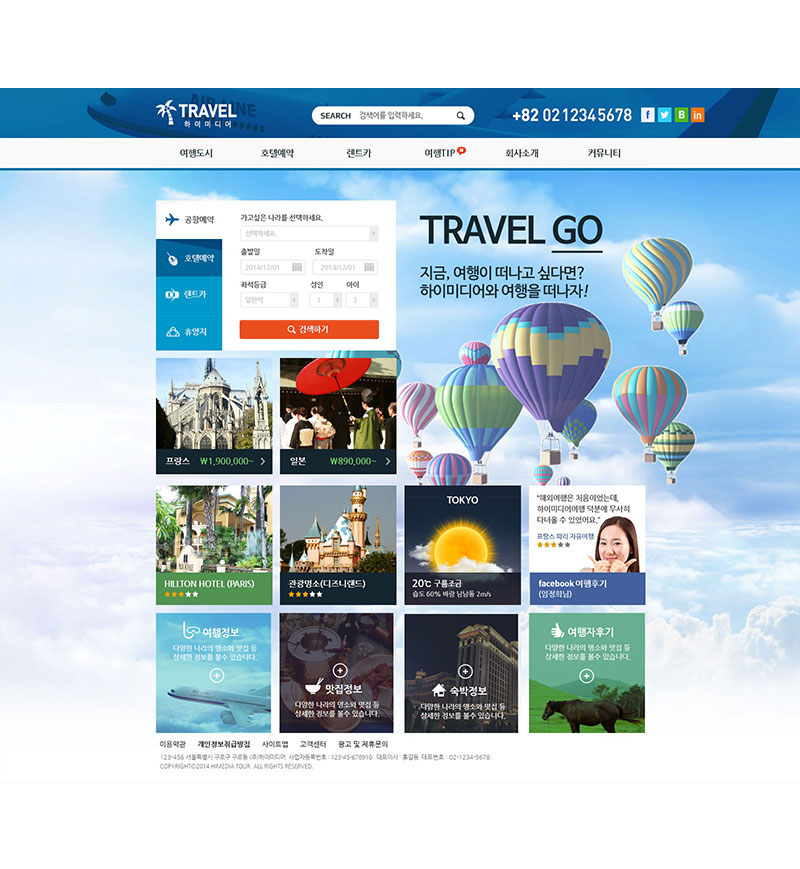 AIR LINE
TRAVEL
하이미디어
SEARCH 검색어를 입력하세요.
+82 0212345678
f B in
여행도시 호텔예약 렌트카 여행TIP 회사소개 커뮤니티
공항예약
호텔예약
렌트카
휴양지
가고싶은 나라를 선택하세요.
선택하세요.
출발일 도착일
2014/12/01 2014/12/01
좌석등급 성인 아이
일반석 1 2
검색하기
TRAVEL GO
지금, 여행이 떠나고 싶다면?
하이미디어와 여행을 떠나자!
프랑스 ₩1,900,000~
일본 ₩890,000~
HILLTON HOTEL (PARIS)
관광명소(디즈니랜드)
TOKYO
20℃ 구름조금
습도 60% 바람 남남동 2m/s
"해외여행은 처음이었는데,
하이미디어여행 덕분에 무사히
다녀올 수 있었어요."
프랑스 파리 자유여행
facebook 여행후기
(임정희님)
여행정보
다양한 나라의 명소와 맛집 등
상세한 정보를 볼수 있습니다.
맛집정보
다양한 나라의 명소와 맛집 등
상세한 정보를 볼수 있습니다.
숙박정보
다양한 나라의 명소와 맛집 등
상세한 정보를 볼수 있습니다.
여행자후기
다양한 나라의 명소와 맛집 등
상세한 정보를 볼수 있습니다.
이용약관 개인정보취급방침 사이트맵 고객센터 광고 및 제휴문의
123-456 서울특별시 구로구 구로동 (주)하이미디어 사업자등록번호 : 123-45-678910 대표이사 : 홍길동 대표번호 : 02-1234-5678
COPYRIGHT©2014 HIMEDIA TOUR. ALL RIGHTS RESERVED.